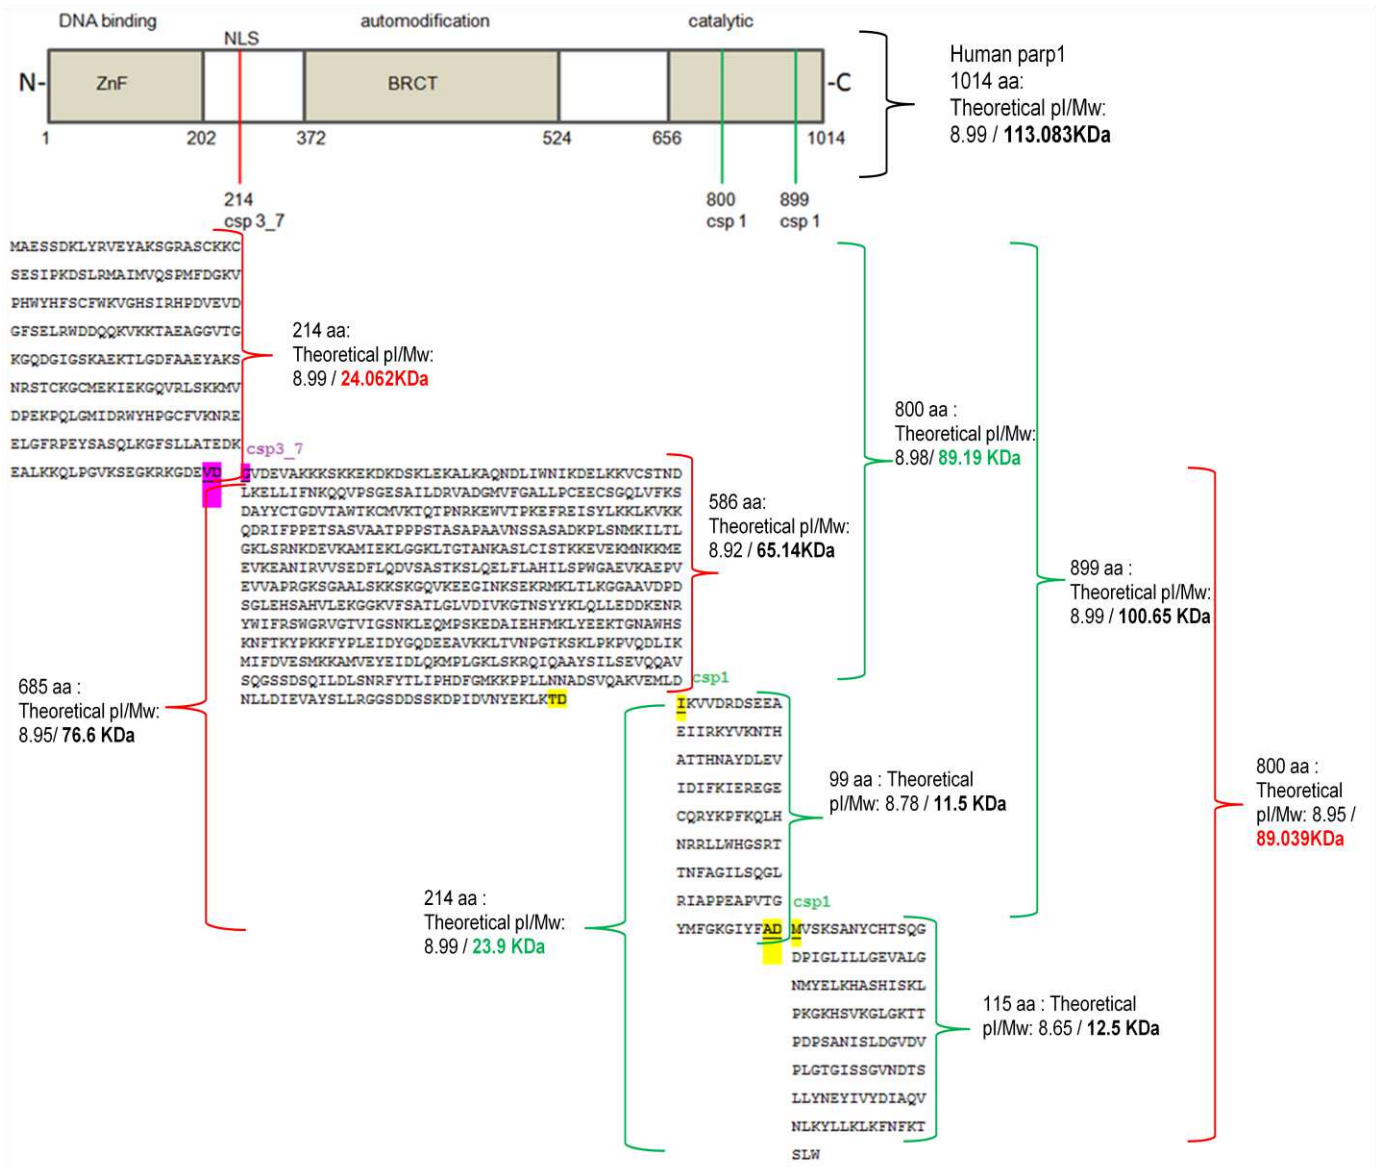 DNA binding
automodification
catalytic
NLS
N-
ZnF
BRCT
-C
1
202
372
524
656
1014
214
csp 3_7
800
csp 1
899
csp 1
Human parp1
1014 aa:
Theoretical pI/Mw:
8.99 / 113.083KDa
MAESSDKLYRVEYAKSGRASCKKC
SESIPKDSLRMAIMVQSPMFDGKV
PHWYHFSCFWKVGHSIRHPDVEVD
GFSELRWDDQQKVKKTAEAGGVTG
KGQDGIGSKAEKTLGDFAAEYAKS
NRSTCKGCMEKIEKGQVRLSKKMV
DPEKPQLGMIDRWYHPGCFVKNRE
ELGFRPEYSASQLKGFSLLATEDK
EALKKQLPGVKSEGKRKGDEVD
214 aa:
Theoretical pI/Mw:
8.99 / 24.062KDa
csp3_7
GVDEVAKKKSKKEKDKDSKLEKALKAQNDLIWNIKDELKKVCSTND
LKELLIFNKQQVPSGESAILDRVADGMVFGALLPCEECSGQLVFKS
DAYYCTGDVTAWTKCMVKTQTPNRKEWVTPKEFREISYLKKLKVKK
QDRIFPPETSASVAATPPPSTASAPAAVNSSASADKPLSNMKILTL
GKLSRNKDEVKAMIEKLGGKLTGTANKASLCISTKKEVEKMNKKME
EVKEANIRVVSEDFLQDVSASTKSLQELFLAHILSPWGAEVKAEPV
EVVAPRGKSGAALSKKSKGQVKEEGINKSEKRMKLTLKGGAAVDPD
SGLEHSAHVLEKGGKVFSATLGLVDIVKGTNSYYKLQLLEDDKENR
YWIFRSWGRVGTVIGSNKLEQMPSKEDAIEHFMKLYEEKTGNAWHS
KNFTKYPKKFYPLEIDYGQDEEAVKKLTVNPGTKSKLPKPVQDLIK
MIFDVESMKKAMVEYEIDLQKMPLGKLSKRQIQAAYSILSEVQQAV
SQGSSDSQILDLSNRFYTLIPHDFGMKKPPLLNNADSVQAKVEMLD
NLLDIEVAYSLLRGGSDDSSKDPIDVNYEKLKTD
586 aa:
Theoretical pI/Mw:
8.92 / 65.14KDa
800 aa :
Theoretical pI/Mw:
8.98/ 89.19 KDa
899 aa :
Theoretical pI/Mw:
8.99 / 100.65 KDa
685 aa :
Theoretical pI/Mw:
8.95/ 76.6 KDa
csp1
IKVVDRDSEEA
EIIRKYVKNTH
ATTHNAYDLEV
IDIFKIEREGE
CQRYKPFKQLH
NRRLLWHGSRT
TNFAGILSQGL
RIAPPEAPVTG
YMFGKGIYFAD
99 aa : Theoretical
pI/Mw: 8.78 / 11.5 KDa
800 aa :
Theoretical
pI/Mw: 8.95 /
89.039KDa
214 aa :
Theoretical pI/Mw:
8.99 / 23.9 KDa
csp1
MVSKSANYCHTSQG
DPIGLILLGEVALG
NMYELKHASHISKL
PKGKHSVKGLGKTT
PDPSANISLDGVDV
PLGTGISSGVNDTS
LLYNEYIVYDIAQV
NLKYLLKLKFNFKT
SLW
115 aa : Theoretical
pI/Mw: 8.65 / 12.5 KDa